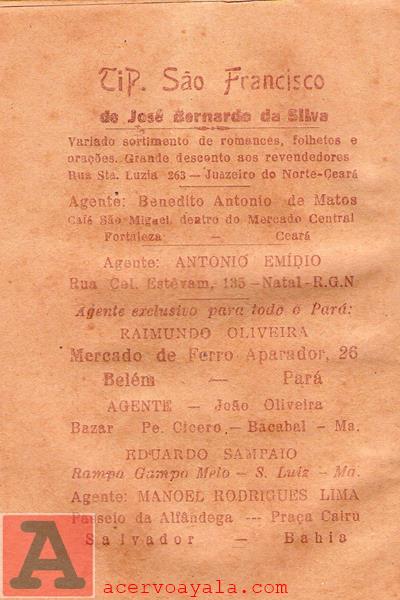 Tip. São Francisco
de José Bernardo da Silva
Variado sortimento de romances, folhetos e
orações. Grande desconto aos revendedores
Rua Sta. Luzia 263 — Juazeiro do Norte-Ceará
Agente: Benedito Antonio de Matos
Café São Miguel, dentro do Mercado Central
Fortaleza — Ceará
Agente: ANTONIO EMÍDIO
Rua Cel. Estêvam, 135 — Natal - R.G.N
Agente exclusivo para todo o Pará:
RAIMUNDO OLIVEIRA
Mercado de Ferro Aparador, 26
Belém — Pará
AGENTE — João Oliveira
Bazar Pe. Cicero — Bacabal — Ma.
EDUARDO SAMPAIO
Rampa Gampo Melo — S. Luiz — Ma.
Agente: MANOEL RODRIGUES LIMA
Passeio da Alfândega --- Praça Cairú
Salvador — Bahia
A
acervoayala.com